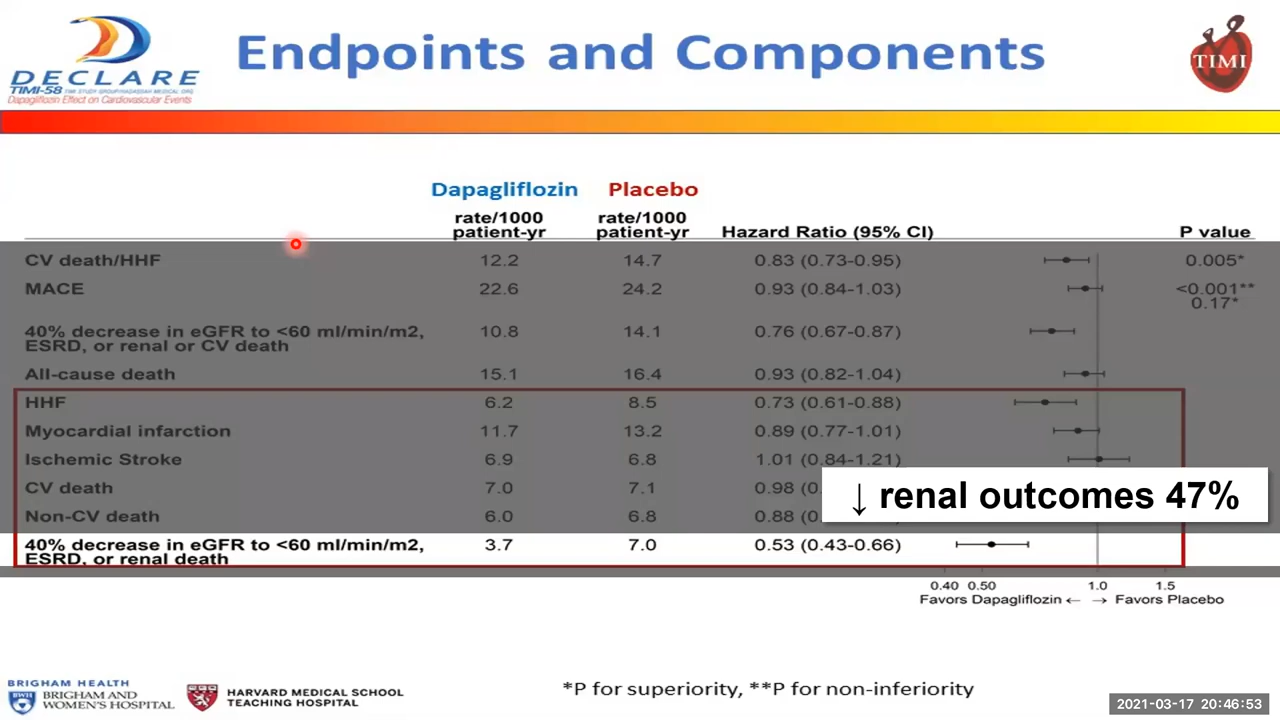 Endpoints and Components
DECLARE
TIMI-58 TIMI STUDY GROUP/HADASSAH MEDICAL ORG
Dapagliflozin Effect on Cardiovascular Events
TIMI
Dapagliflozin Placebo
rate/1000 patient-yr rate/1000 patient-yr Hazard Ratio (95% CI) P value
CV death/HHF 12.2 14.7 0.83 (0.73-0.95) 0.005*
MACE 22.6 24.2 0.93 (0.84-1.03) <0.001**
0.17*
40% decrease in eGFR to <60 ml/min/m2, 10.8 14.1 0.76 (0.67-0.87)
ESRD, or renal or CV death
All-cause death 15.1 16.4 0.93 (0.82-1.04)
HHF 6.2 8.5 0.73 (0.61-0.88)
Myocardial infarction 11.7 13.2 0.89 (0.77-1.01)
Ischemic Stroke 6.9 6.8 1.01 (0.84-1.21)
CV death 7.0 7.1 0.98 (0.
↓ renal outcomes 47%
Non-CV death 6.0 6.8 0.88 (0.
40% decrease in eGFR to <60 ml/min/m2, 3.7 7.0 0.53 (0.43-0.66)
ESRD, or renal death
0.40 0.50 1.0 1.5
Favors Dapagliflozin ← → Favors Placebo
BRIGHAM HEALTH
BWH
BRIGHAM AND
WOMEN'S HOSPITAL
HARVARD MEDICAL SCHOOL
TEACHING HOSPITAL
*P for superiority, **P for non-inferiority
2021-03-17 20:46:53